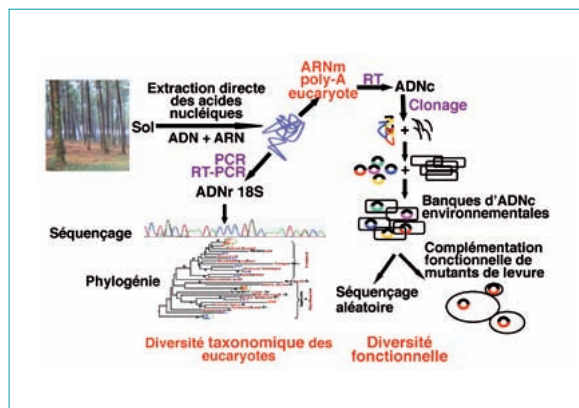 ARNm
poly-A
eucaryote
RT
ADNc
Clonage
Extraction directe
des acides
nucléiques
Sol
ADN + ARN
+
PCR
RT-PCR
ADNr 18S
+
Banques d'ADNc
environnementales
Séquençage
Phylogénie
Complémentation
fonctionnelle de
mutants de levure
Séquençage
aléatoire
Diversité taxonomique des
eucaryotes
Diversité
fonctionnelle